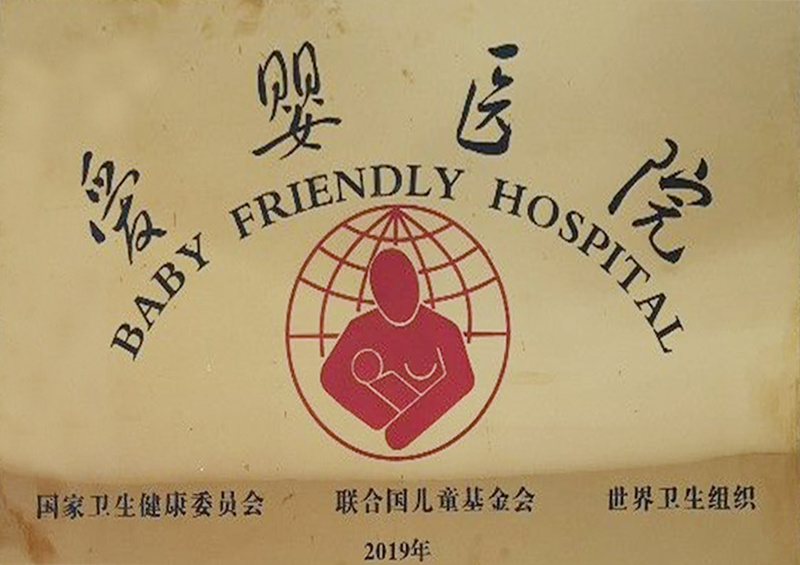 爱婴医院
BABY FRIENDLY HOSPITAL
国家卫生健康委员会 联合国儿童基金会 世界卫生组织
2019年